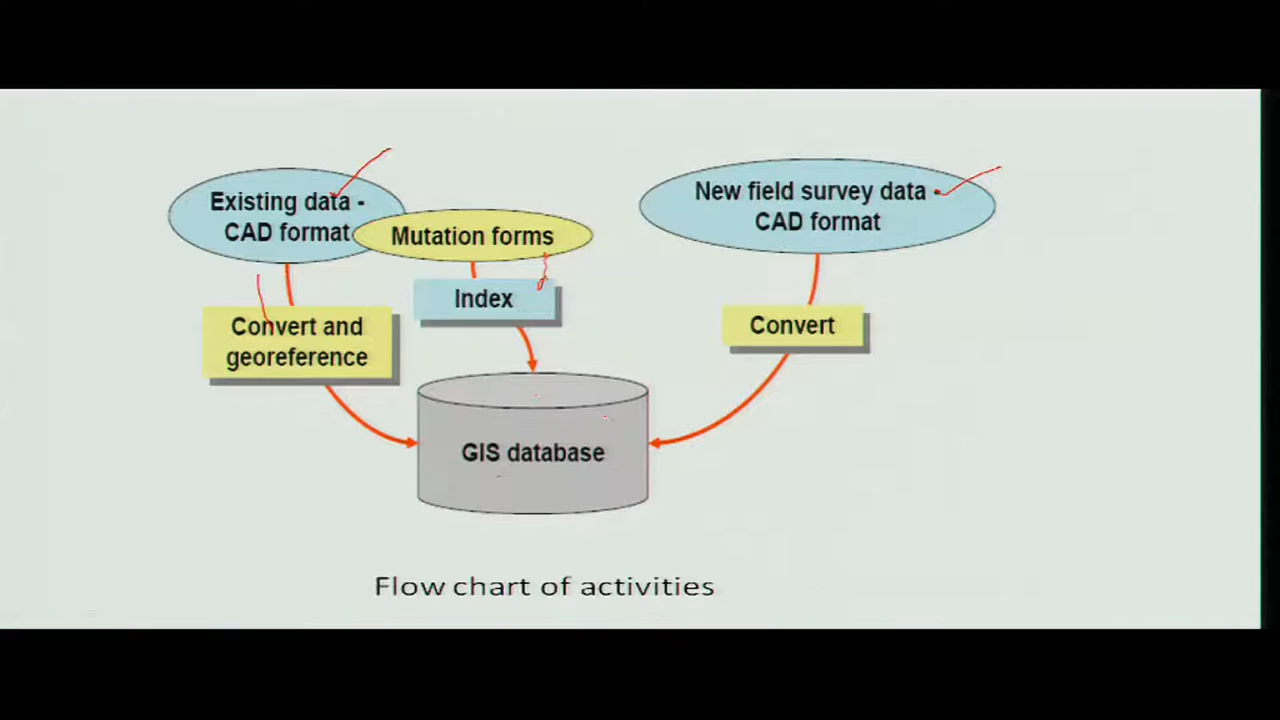 Existing data -
CAD format
Mutation forms
New field survey data -
CAD format
Index
Convert and
georeference
Convert
GIS database
Flow chart of activities